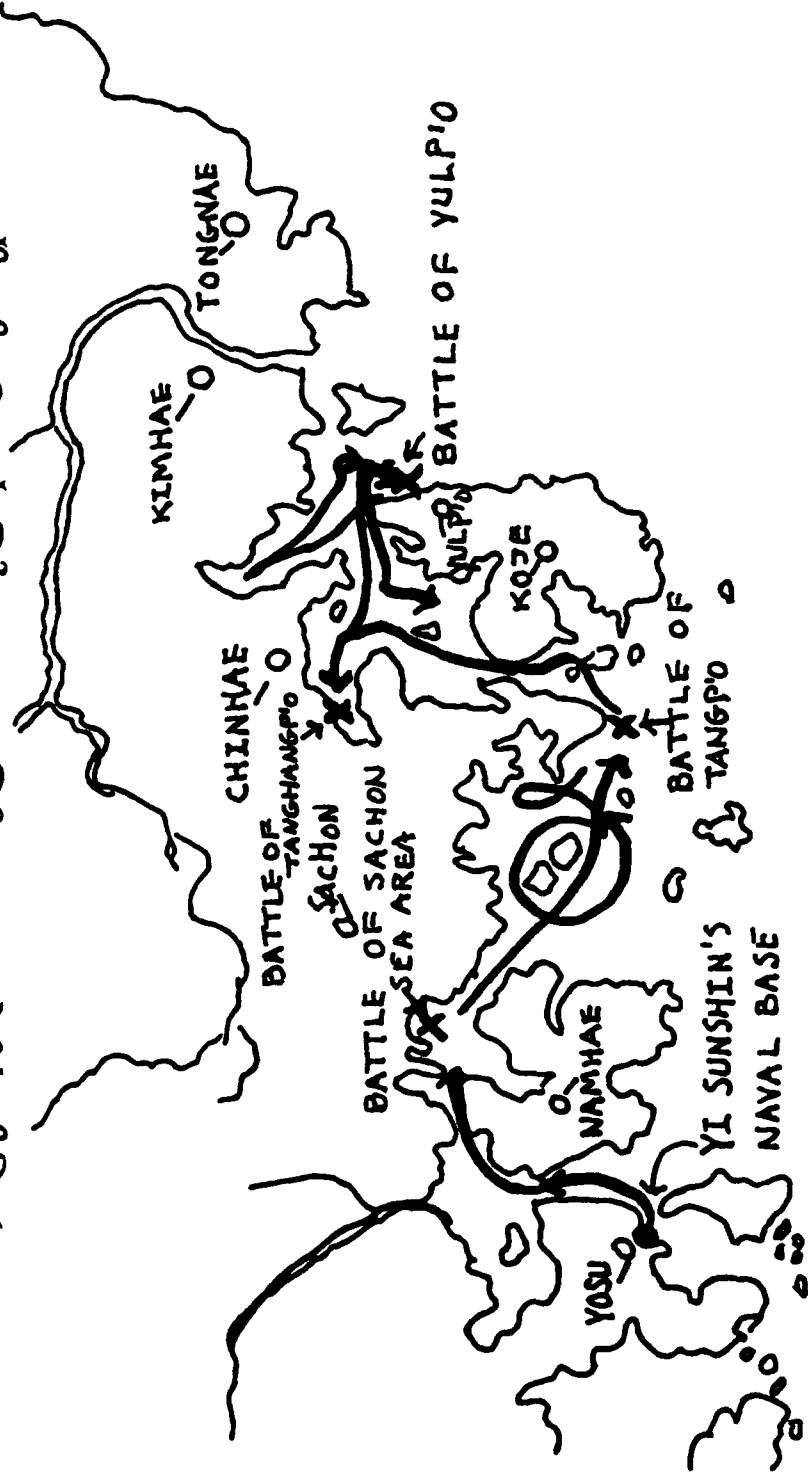 TONGNAE
KIMHAE
CHINHAE
BATTLE OF
TANGHANGP'O
SACHON
BATTLE OF SACHON
SEA AREA
BATTLE OF YULP'O
YULP'O
KOJE
BATTLE OF
TANGP'O
NAMHAE
YI SUNSHIN'S
NAVAL BASE
YOSU